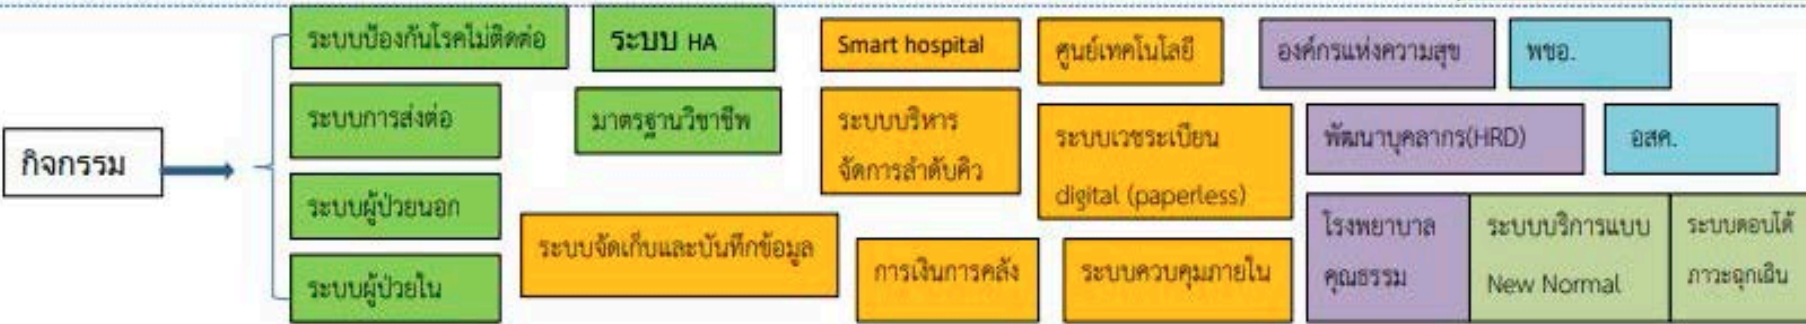 กิจกรรม
ระบบป้องกันโรคไม่ติดต่อ
ระบบการส่งต่อ
ระบบผู้ป่วยนอก
ระบบผู้ป่วยใน
ระบบ HA
มาตรฐานวิชาชีพ
ระบบจัดเก็บและบันทึกข้อมูล
Smart hospital
ระบบบริหาร
จัดการลำดับคิว
การเงินการคลัง
ศูนย์เทคโนโลยี
ระบบเวชระเบียน
digital (paperless)
ระบบควบคุมภายใน
องค์กรแห่งความสุข
พัฒนาบุคลากร(HRD)
โรงพยาบาล
คุณธรรม
พชอ.
อสค.
ระบบบริการแบบ
New Normal
ระบบตอบโต้
ภาวะฉุกเฉิน